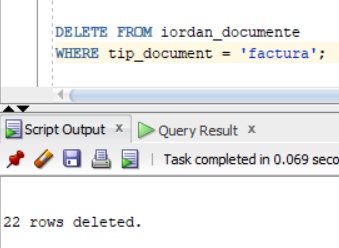 DELETE FROM iordan_documente
WHERE tip_document = 'factura';
Script Output x Query Result x
Task completed in 0.069 seco
22 rows deleted.